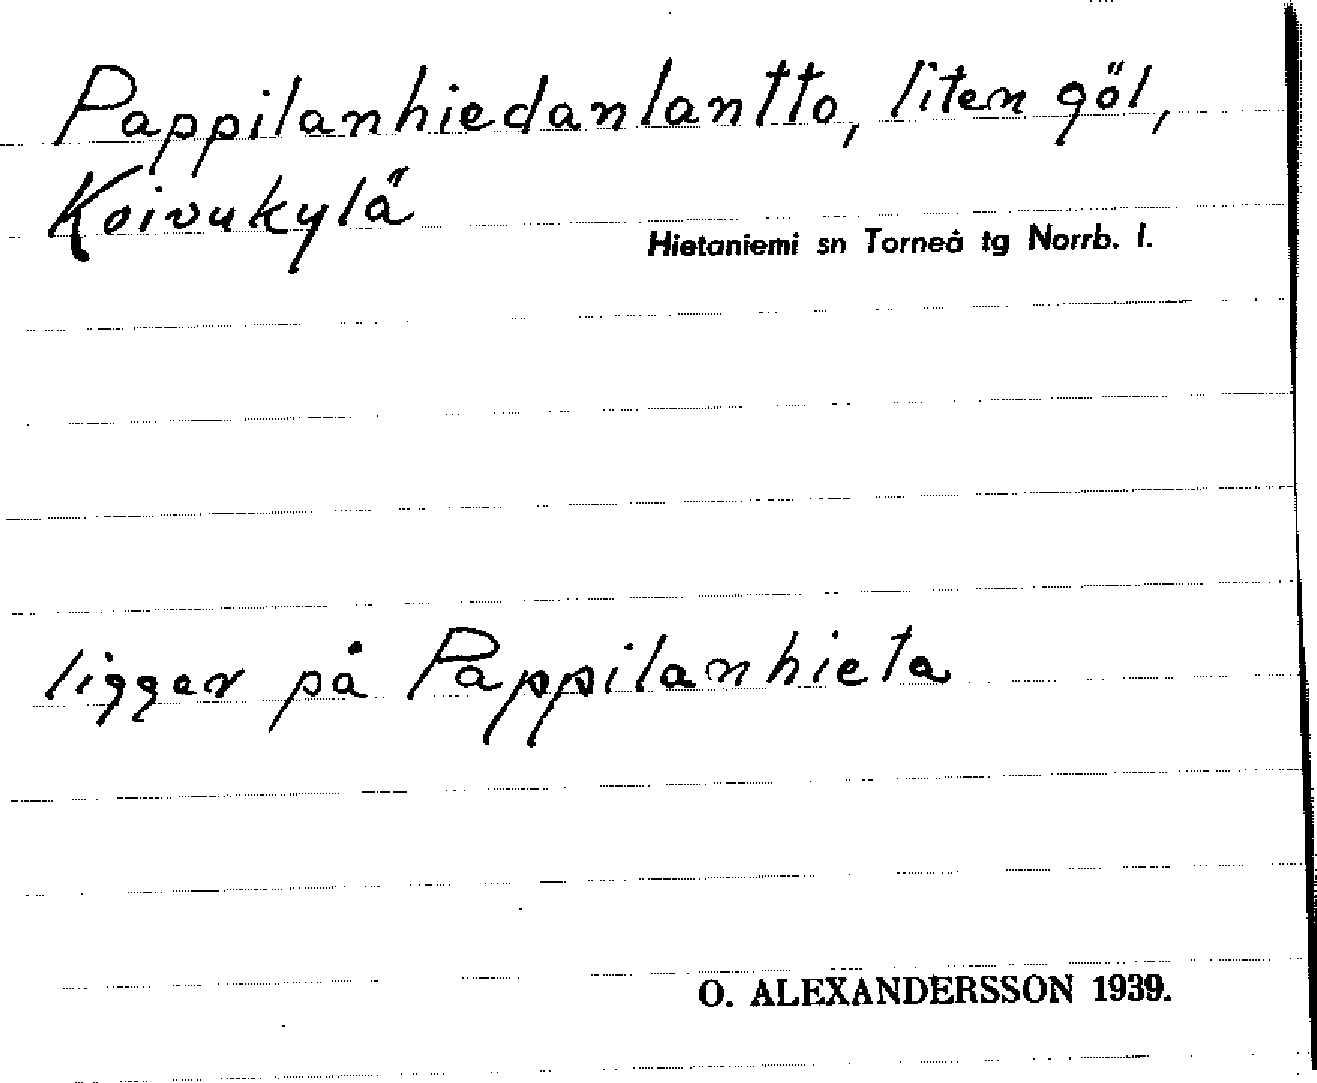 Pappilanhiedanlantto, liten göl,
Koivukylä
Hietaniemi sn Torneå tg Norrb. l.
ligger på Pappilanhieta
O. ALEXANDERSSON 1939.